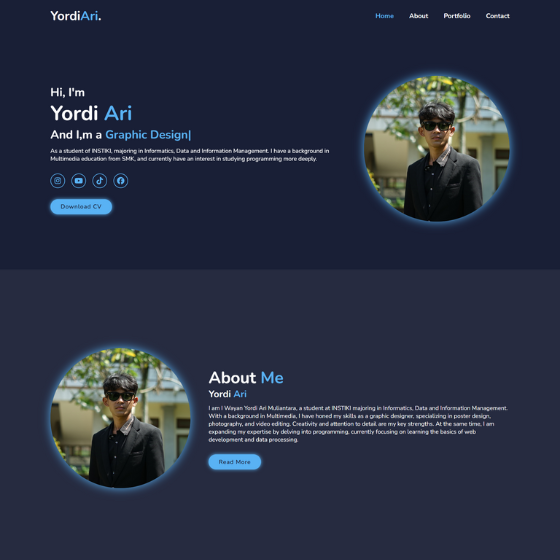 YordiAri.
Home About Portfolio Contact
Hi, I'm
Yordi Ari
And I,m a Graphic Design|
As a student of INSTIKI, majoring in Informatics, Data and Information Management. I have a background in
Multimedia education from SMK, and currently have an interest in studying programming more deeply.
Download CV
About Me
Yordi Ari
I am I Wayan Yordi Ari Muliantara, a student at INSTIKI majoring in Informatics, Data and Information Management.
With a background in Multimedia, I have honed my skills as a graphic designer, specializing in poster design,
photography, and video editing. Creativity and attention to detail are my key strengths. At the same time, I am
expanding my expertise by delving into programming, currently focusing on learning the basics of web
development and data processing.
Read More